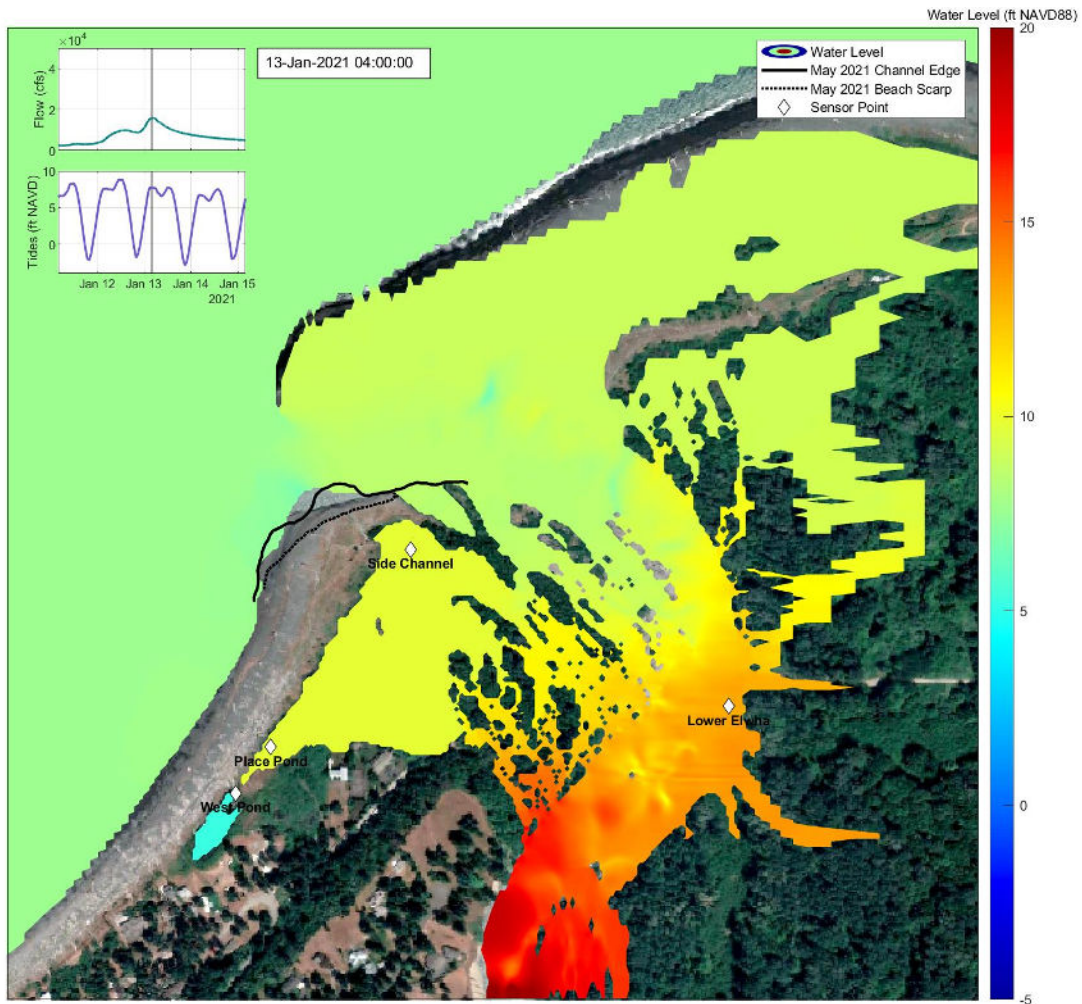 Water Level (ft NAVD88)
×10⁴
4
2
0
Flow (cfs)
13-Jan-2021 04:00:00
Water Level
May 2021 Channel Edge
May 2021 Beach Scarp
Sensor Point
10
5
0
Tides (ft NAVD)
Jan 12 Jan 13 Jan 14 Jan 15
2021
Side Channel
Lower Elwha
Place Pond
West Pond
20
15
10
5
0
-5